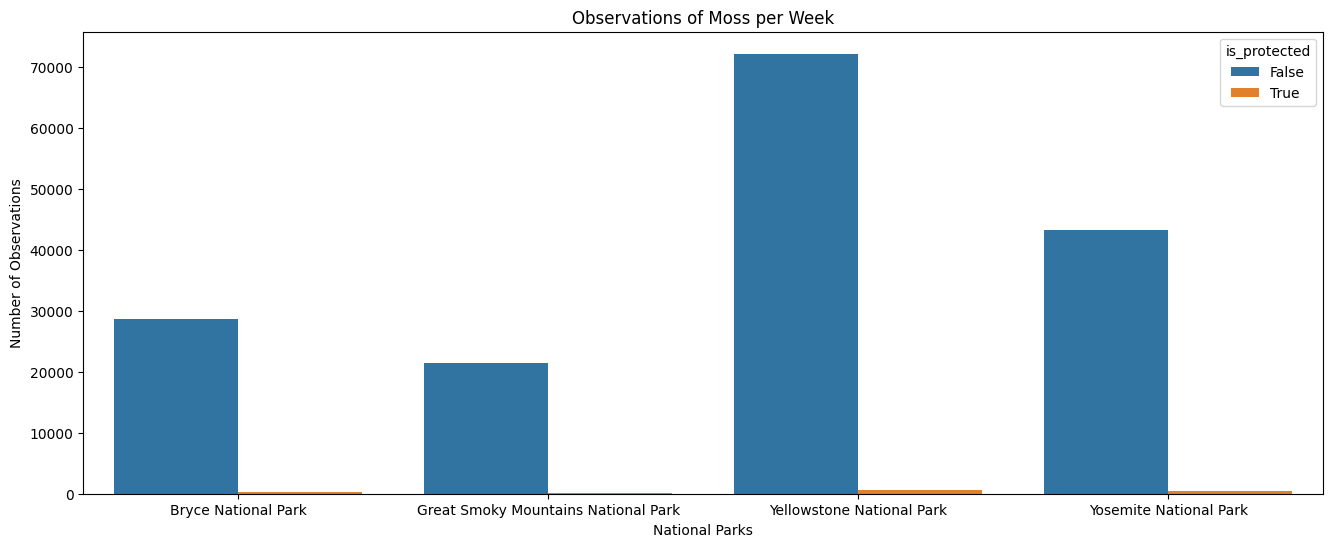 Observations of Moss per Week
is_protected
False
True
70000
60000
50000
40000
30000
20000
10000
0
Number of Observations
Bryce National Park
Great Smoky Mountains National Park
Yellowstone National Park
Yosemite National Park
National Parks